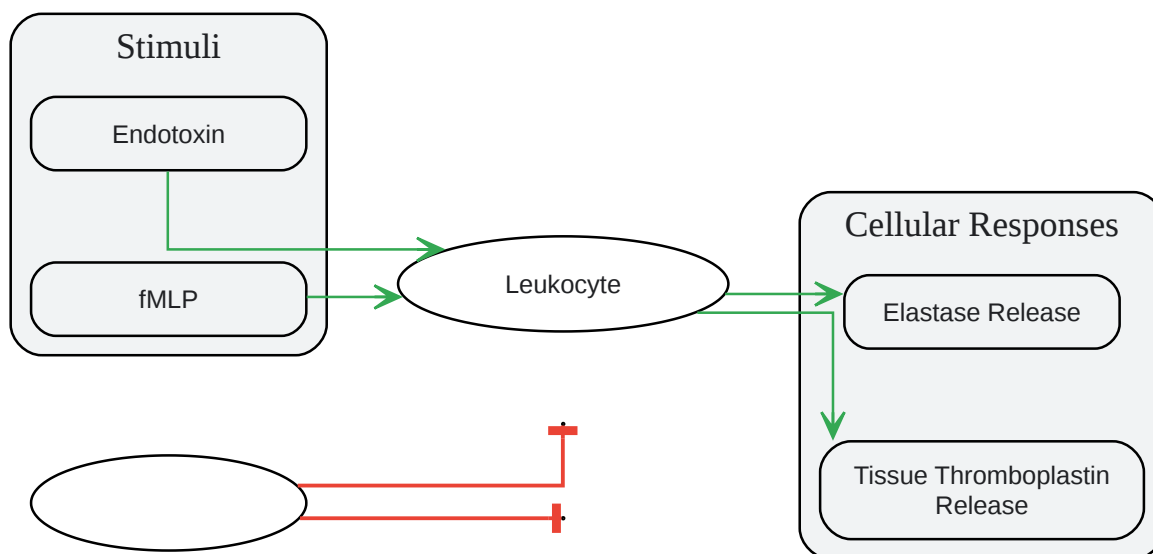 Stimuli
Endotoxin
fMLP
Leukocyte
Cellular Responses
Elastase Release
Tissue Thromboplastin
Release